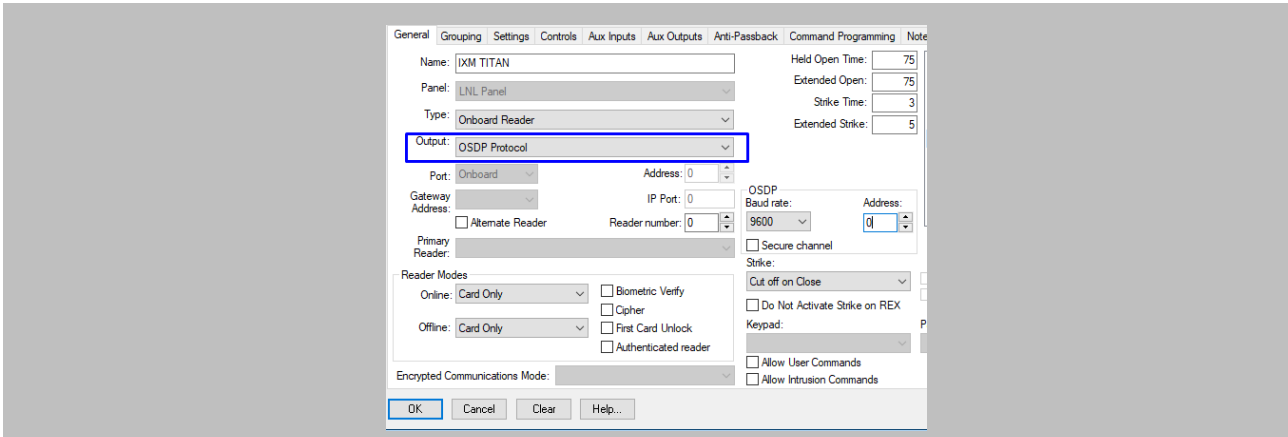 General Grouping Settings Controls Aux Inputs Aux Outputs Anti-Passback Command Programming Note
Name: IXM TITAN
Held Open Time: 75
Panel: LNL Panel
Extended Open: 75
Type: Onboard Reader
Strike Time: 3
Output: OSDP Protocol
Extended Strike: 5
Port: Onboard
Address: 0
Gateway Address:
IP Port: 0
Alternate Reader
Reader number: 0
OSDP
Baud rate: Address:
9600 0
Primary Reader:
Secure channel
Strike:
Reader Modes
Cut off on Close
Online: Card Only
Biometric Verify
Cipher
Do Not Activate Strike on REX
Offline: Card Only
First Card Unlock
Keypad: P
Authenticated reader
Allow User Commands
Encrypted Communications Mode:
Allow Intrusion Commands
OK Cancel Clear Help...